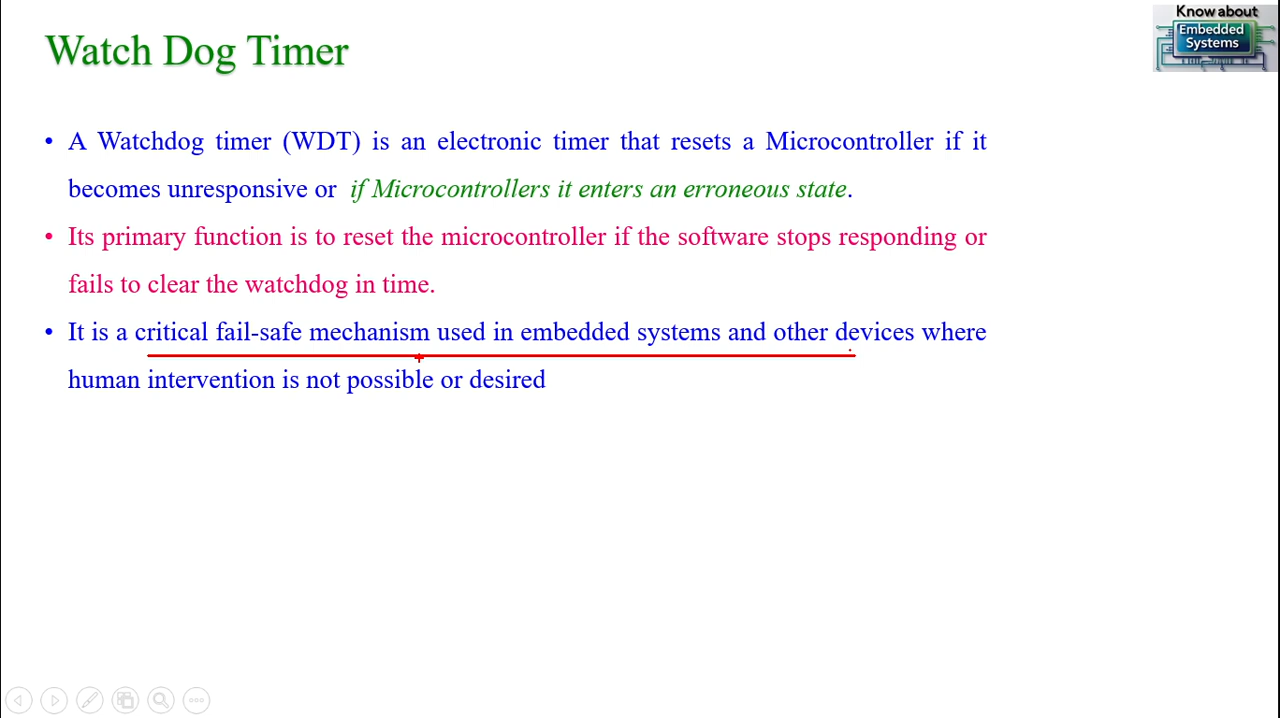 Know about
Embedded
Systems
Watch Dog Timer
• A Watchdog timer (WDT) is an electronic timer that resets a Microcontroller if it
becomes unresponsive or if Microcontrollers it enters an erroneous state.
• Its primary function is to reset the microcontroller if the software stops responding or
fails to clear the watchdog in time.
• It is a critical fail-safe mechanism used in embedded systems and other devices where
human intervention is not possible or desired